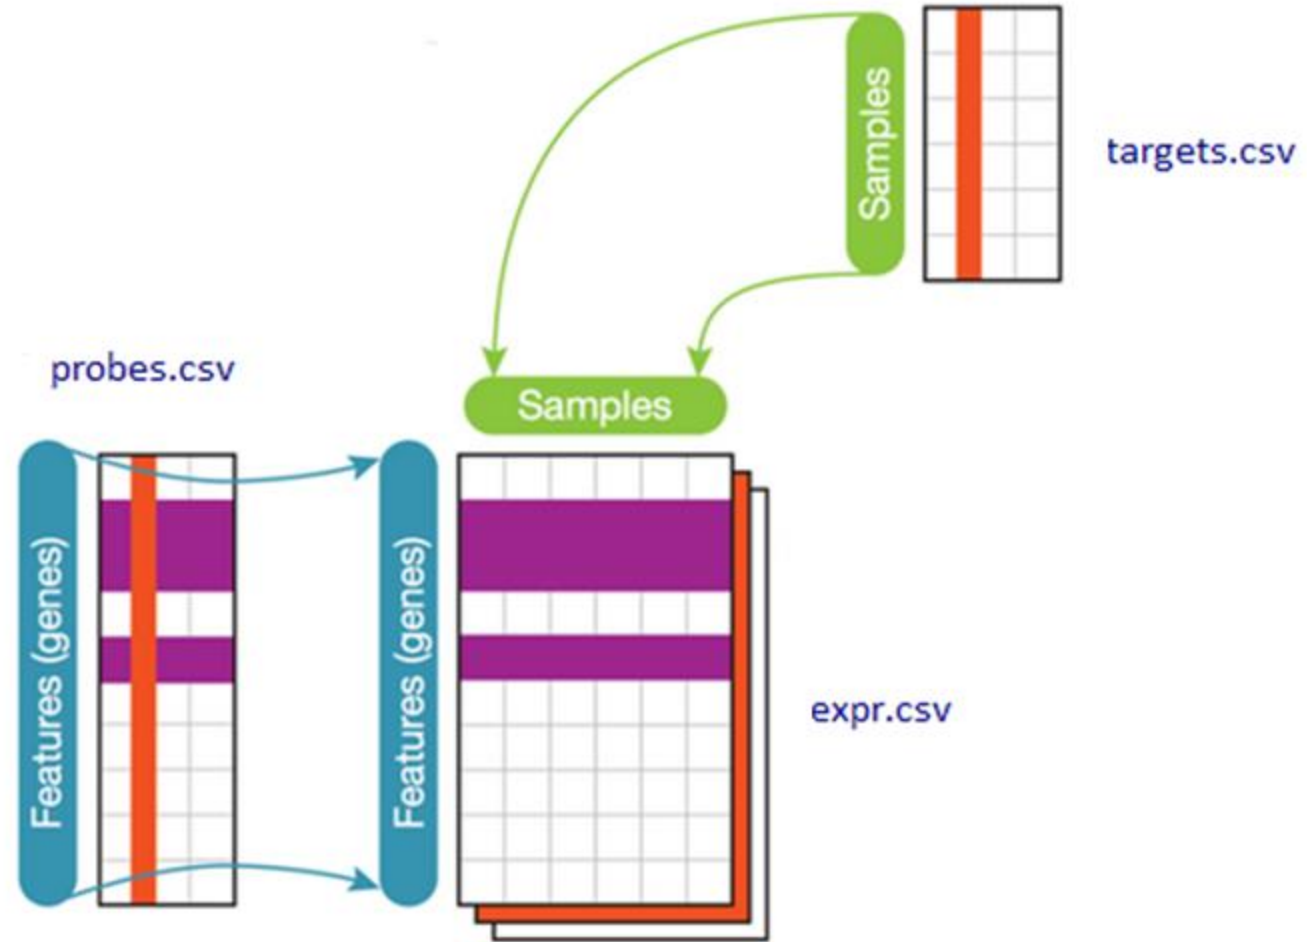 Samples
targets.csv
probes.csv
Samples
Features (genes)
Features (genes)
expr.csv